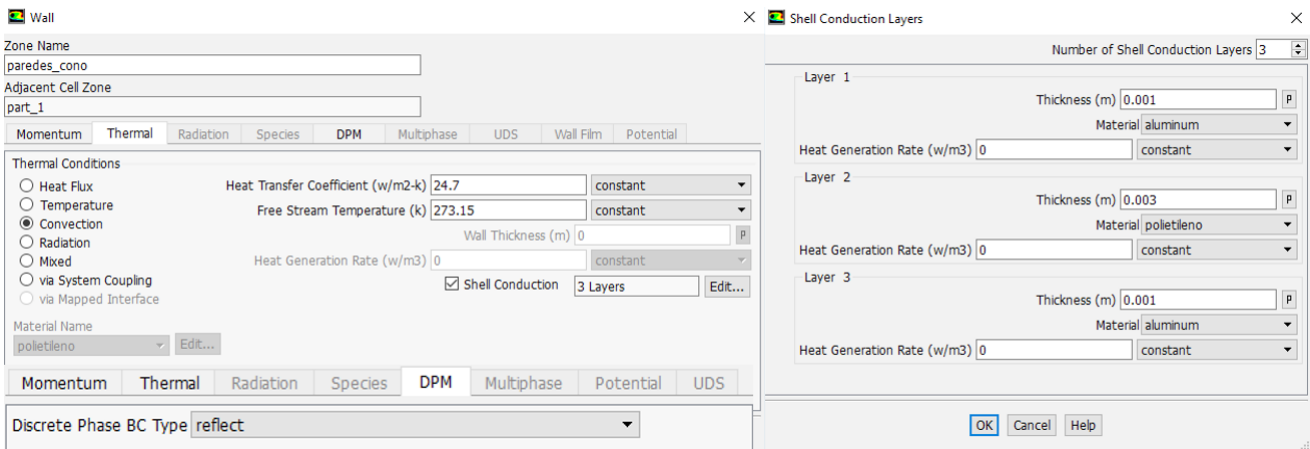 Wall
Zone Name
paredes_cono
Adjacent Cell Zone
part_1
Momentum Thermal Radiation Species DPM Multiphase UDS Wall Film Potential
Thermal Conditions
Heat Flux
Temperature
Convection
Radiation
Mixed
via System Coupling
via Mapped Interface
Heat Transfer Coefficient (w/m2-k) 24.7 constant
Free Stream Temperature (k) 273.15 constant
Wall Thickness (m) 0 P
Heat Generation Rate (w/m3) 0 constant
Shell Conduction 3 Layers Edit...
Material Name
polietileno Edit...
Momentum Thermal Radiation Species DPM Multiphase Potential UDS
Discrete Phase BC Type reflect
Shell Conduction Layers
Number of Shell Conduction Layers 3
Layer 1
Thickness (m) 0.001 P
Material aluminum
Heat Generation Rate (w/m3) 0 constant
Layer 2
Thickness (m) 0.003 P
Material polietileno
Heat Generation Rate (w/m3) 0 constant
Layer 3
Thickness (m) 0.001 P
Material aluminum
Heat Generation Rate (w/m3) 0 constant
OK Cancel Help